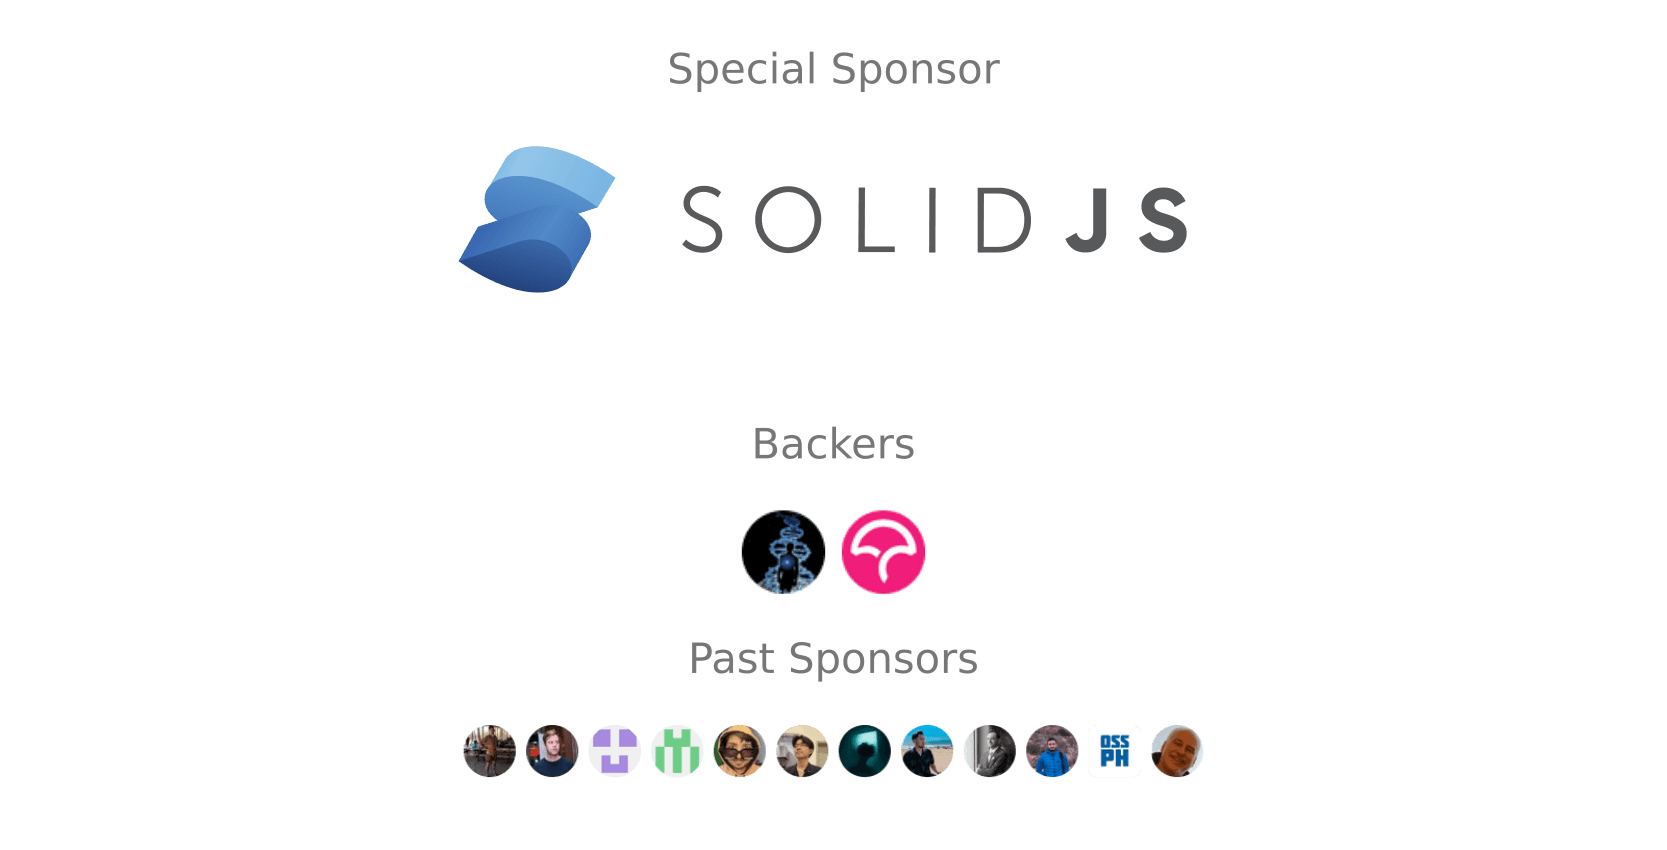 Special Sponsor
SOLIDJS
Backers
Past Sponsors
OSS
PH